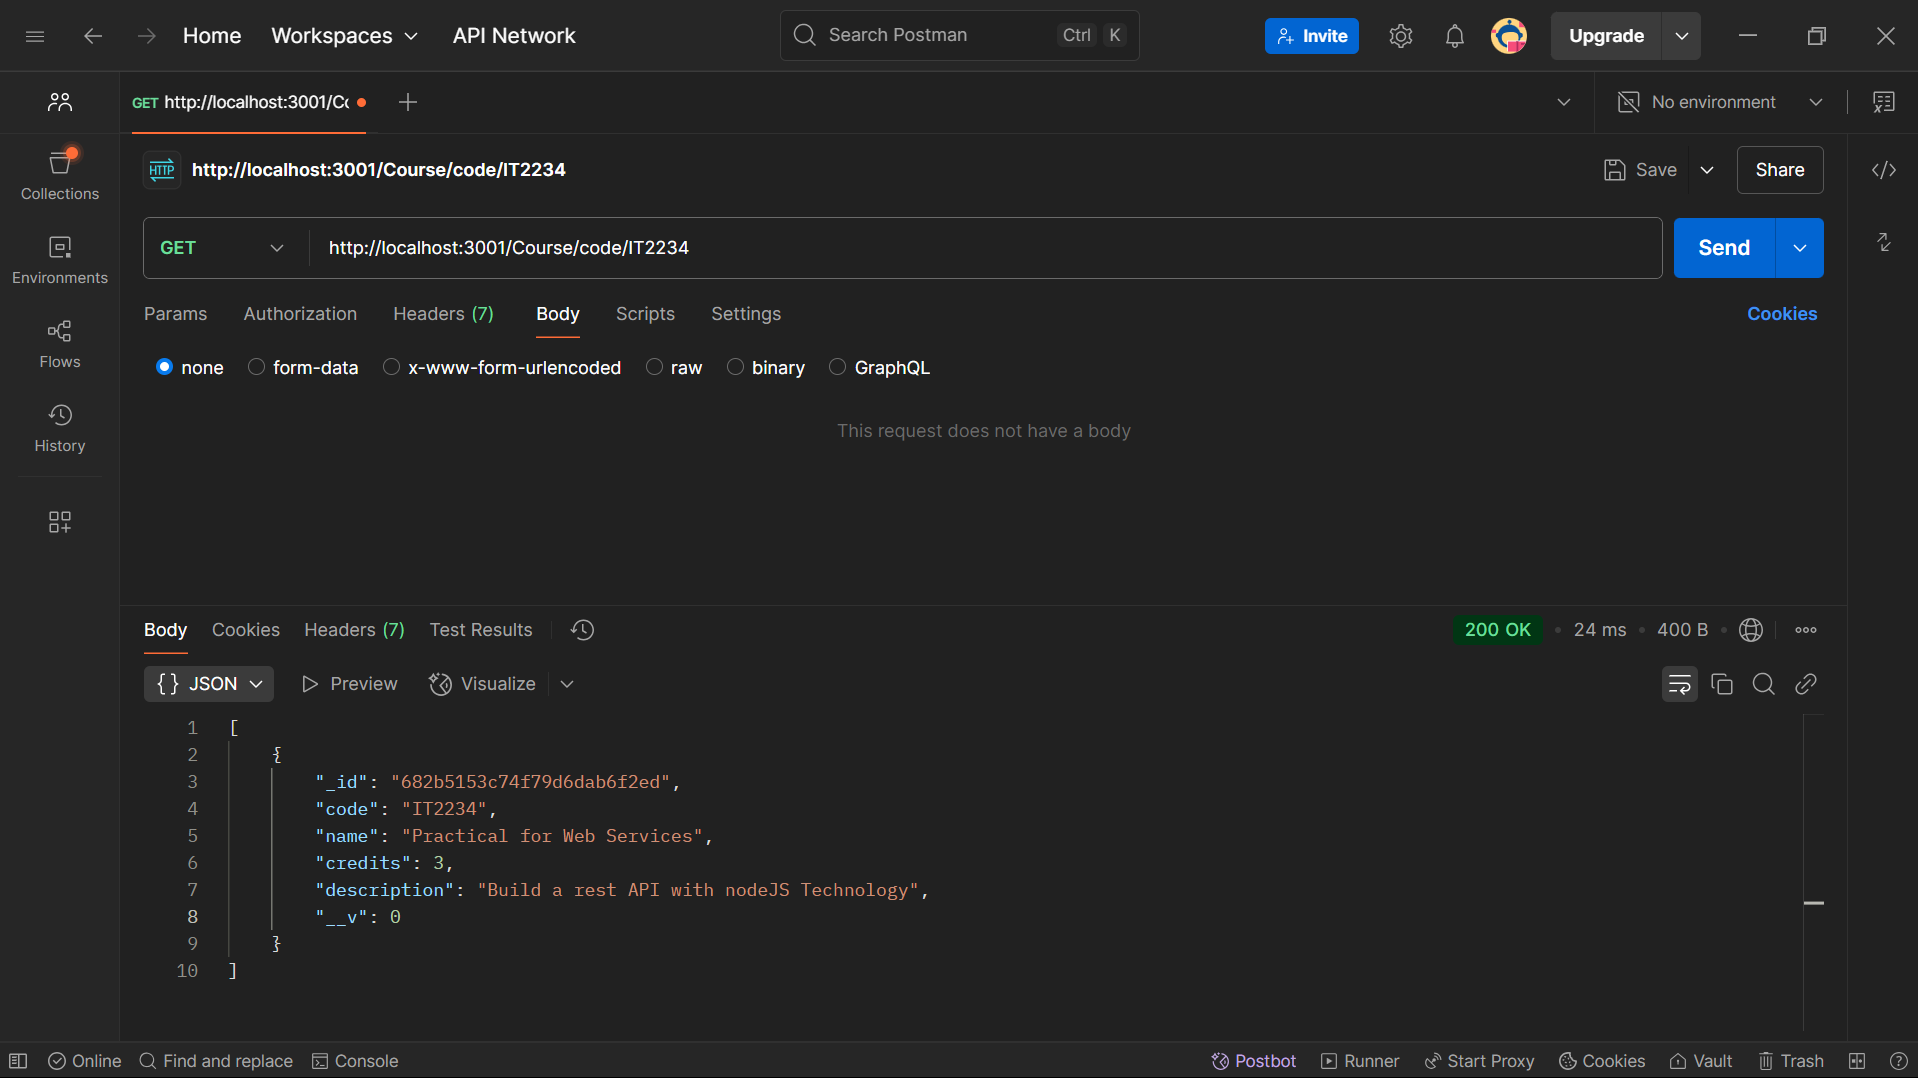 Home Workspaces API Network Search Postman Ctrl K Invite Upgrade
GET http://localhost:3001/Co No environment
HTTP http://localhost:3001/Course/code/IT2234 Save Share
Collections
GET http://localhost:3001/Course/code/IT2234 Send
Environments
Params Authorization Headers (7) Body Scripts Settings Cookies
none form-data x-www-form-urlencoded raw binary GraphQL
Flows
This request does not have a body
History
Body Cookies Headers (7) Test Results 200 OK • 24 ms • 400 B •
{} JSON Preview Visualize
1 [
2 {
3 "_id": "682b5153c74f79d6dab6f2ed",
4 "code": "IT2234",
5 "name": "Practical for Web Services",
6 "credits": 3,
7 "description": "Build a rest API with nodeJS Technology",
8 "__v": 0
9 }
10 ]
Online Find and replace Console Postbot Runner Start Proxy Cookies Vault Trash